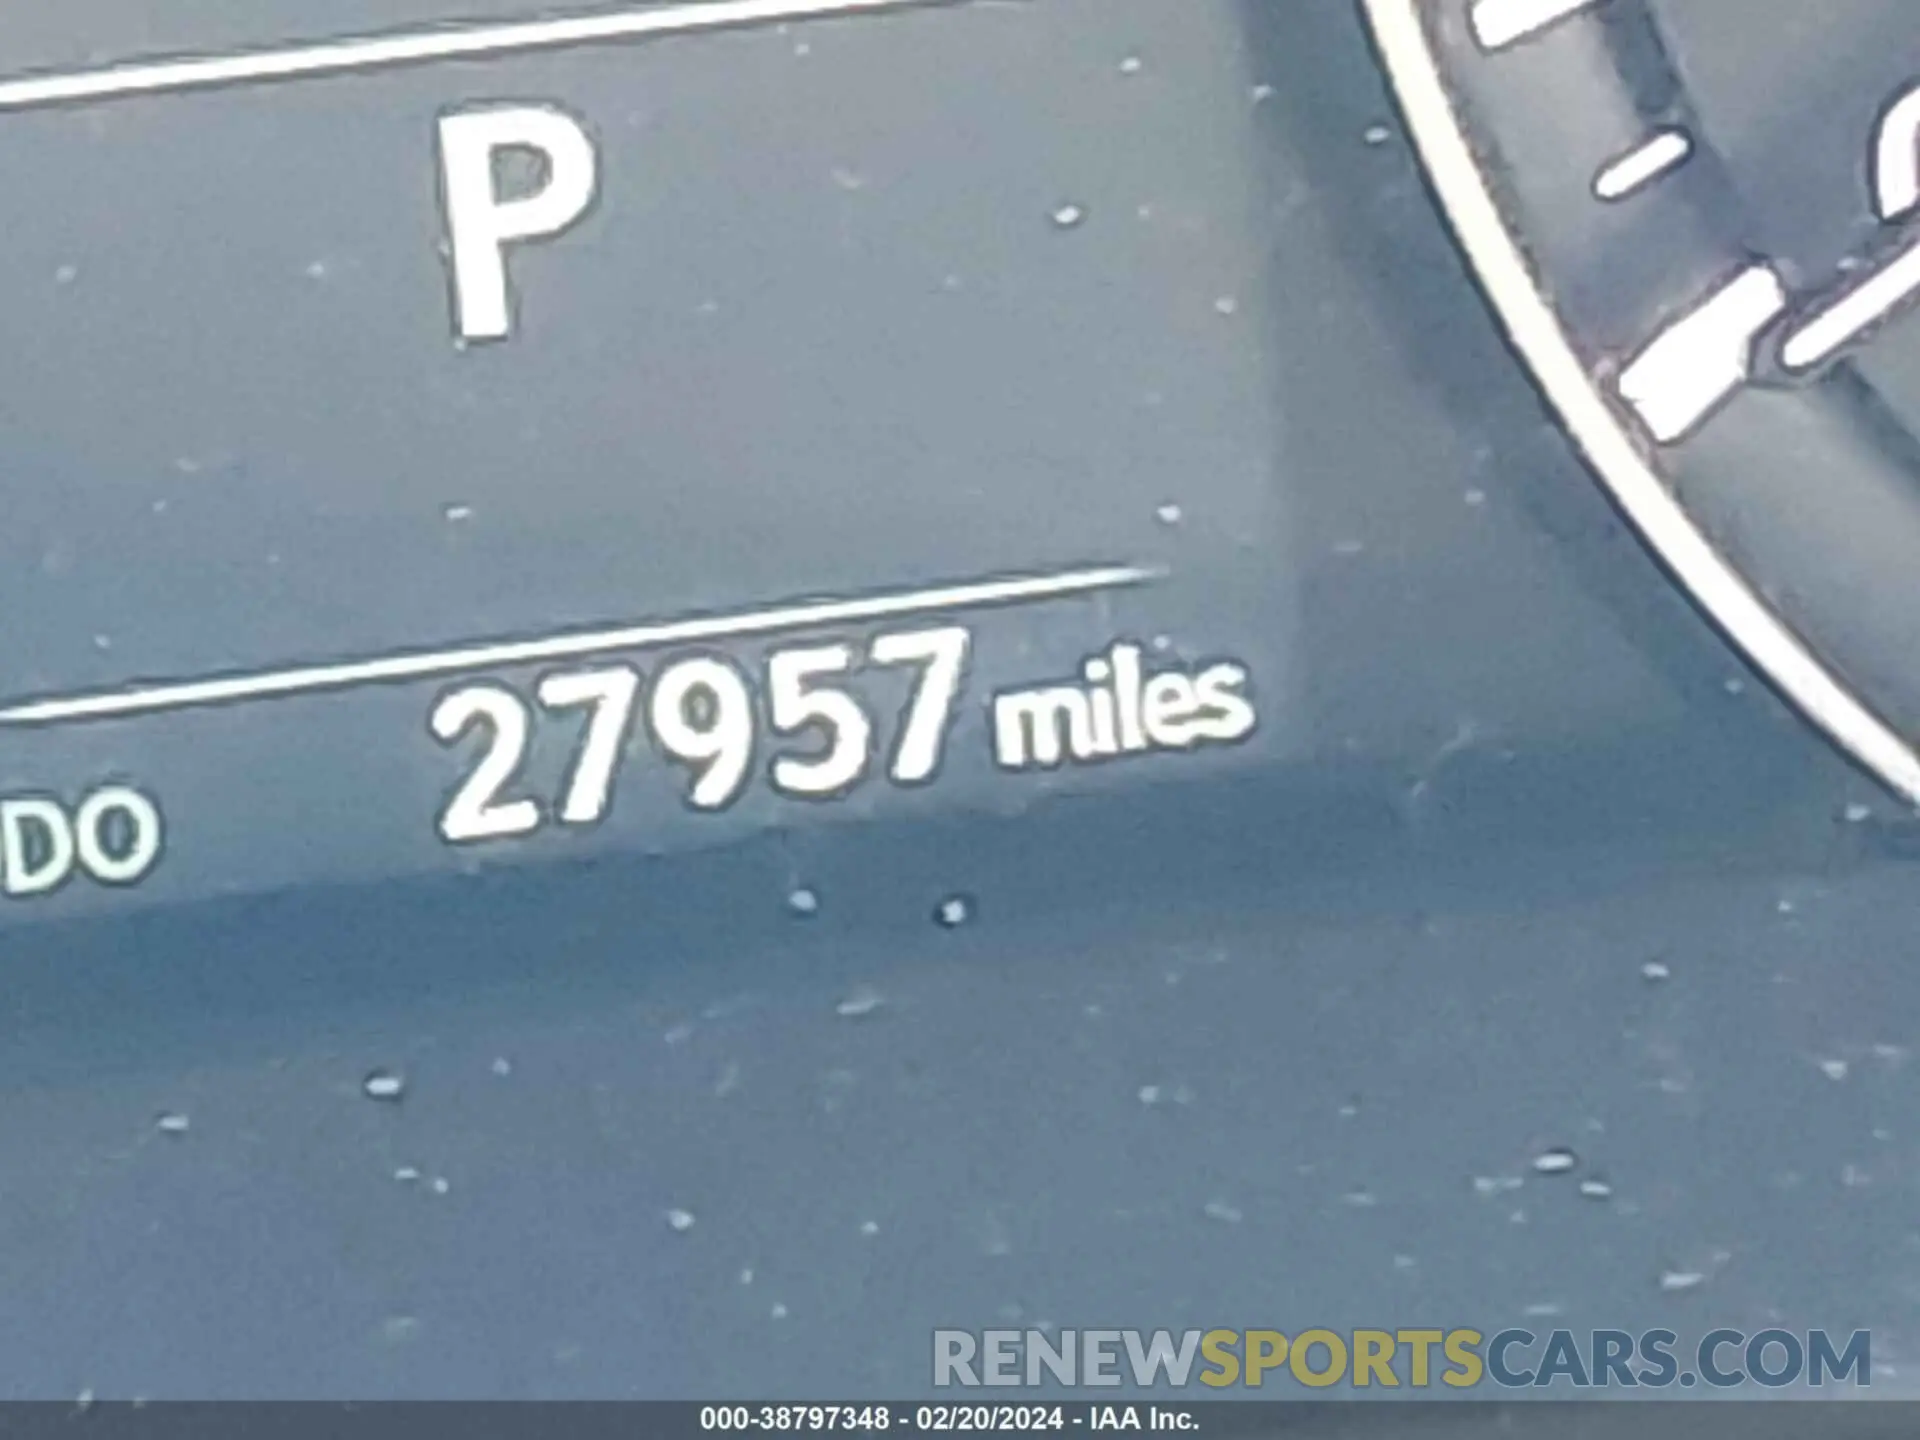 P
27957 miles
DO
RENEWSPORTSCARS.COM
000-38797348 - 02/20/2024 - IAA Inc.